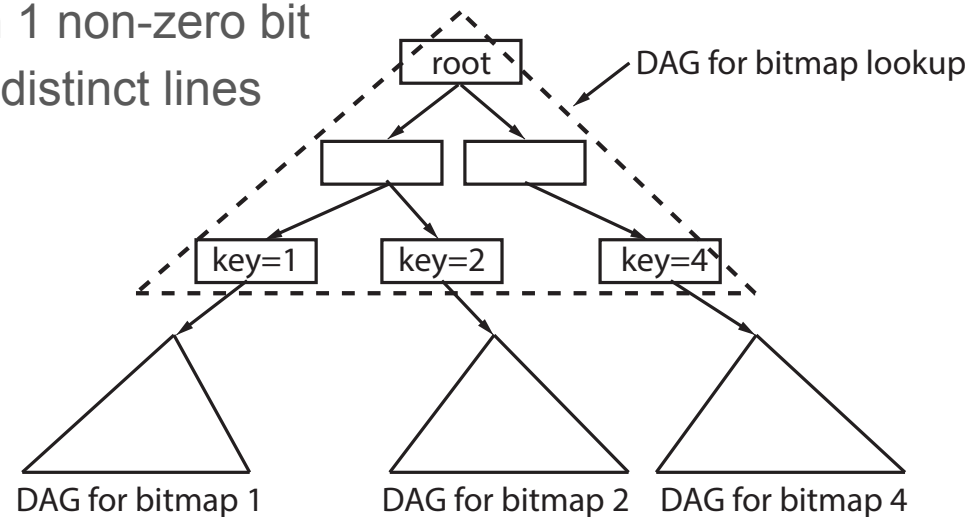 1 non-zero bit
distinct lines
root
DAG for bitmap lookup
key=1
key=2
key=4
DAG for bitmap 1
DAG for bitmap 2
DAG for bitmap 4